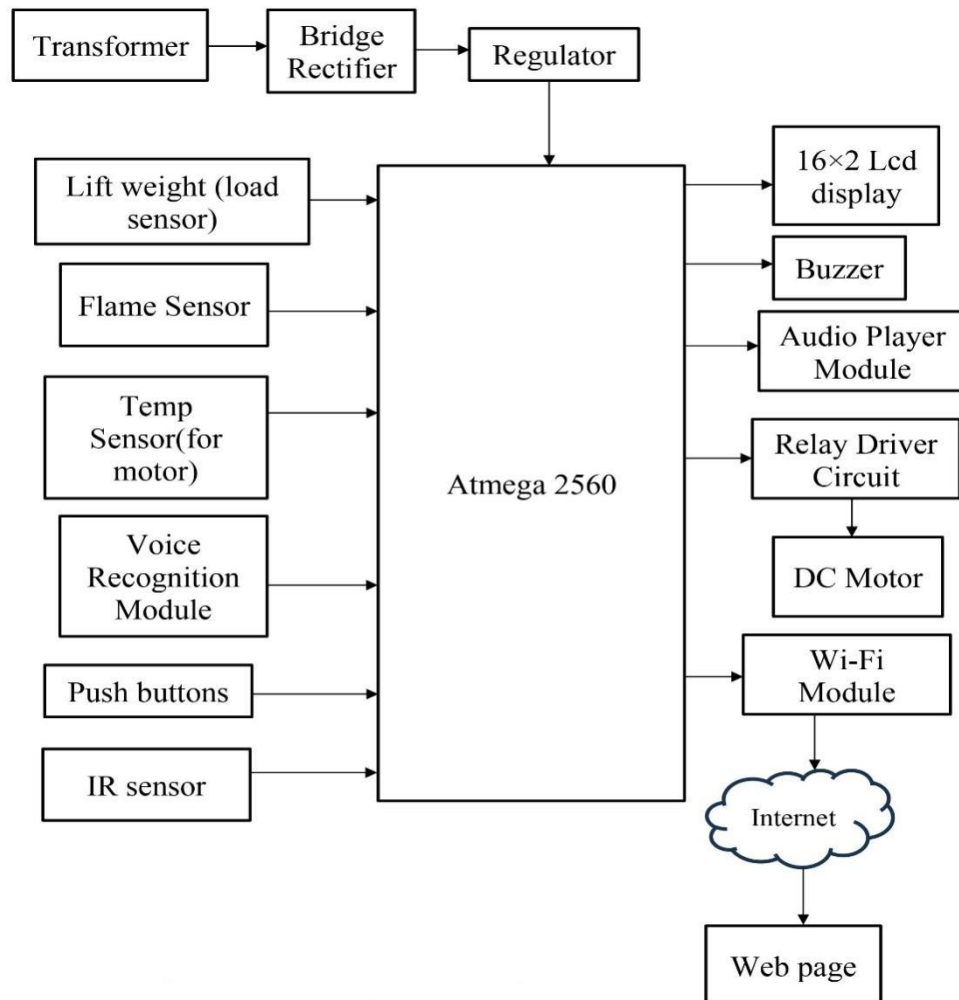 Transformer
Bridge
Rectifier
Regulator
Lift weight (load
sensor)
Flame Sensor
Temp
Sensor(for
motor)
Voice
Recognition
Module
Push buttons
IR sensor
Atmega 2560
16×2 Lcd
display
Buzzer
Audio Player
Module
Relay Driver
Circuit
DC Motor
Wi-Fi
Module
Internet
Web page